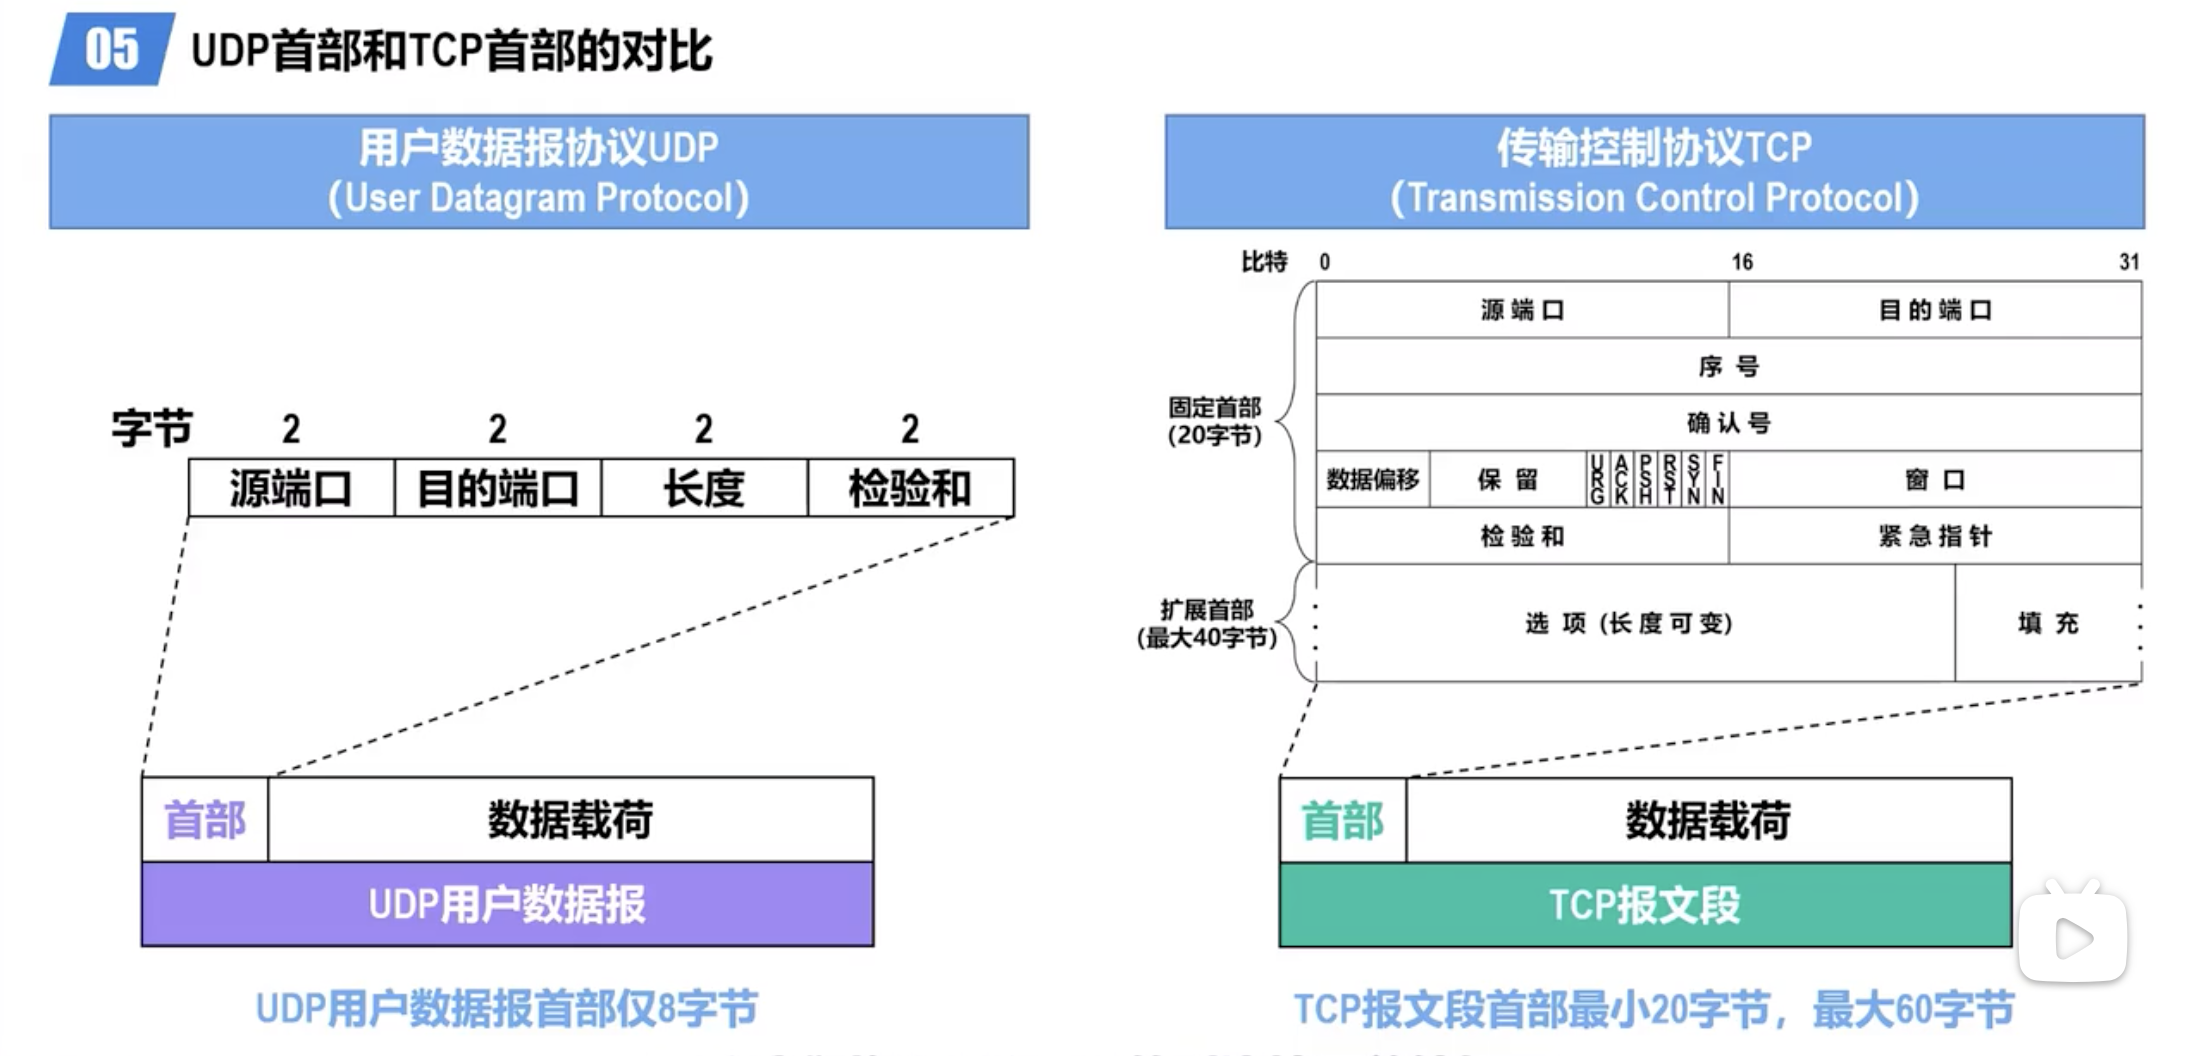 05 UDP首部和TCP首部的对比
用户数据报协议UDP
(User Datagram Protocol)
字节 2 2 2 2
源端口 目的端口 长度 检验和
首部 数据载荷
UDP用户数据报
UDP用户数据报首部仅8字节
传输控制协议TCP
(Transmission Control Protocol)
比特 0 16 31
源端口 目的端口
序号
固定首部
(20字节)
确认号
数据偏移 保留 URG ACK PSH RST SYN FIN 窗口
检验和 紧急指针
扩展首部
(最大40字节)
选项 (长度可变) 填充
首部 数据载荷
TCP报文段
TCP报文段首部最小20字节，最大60字节